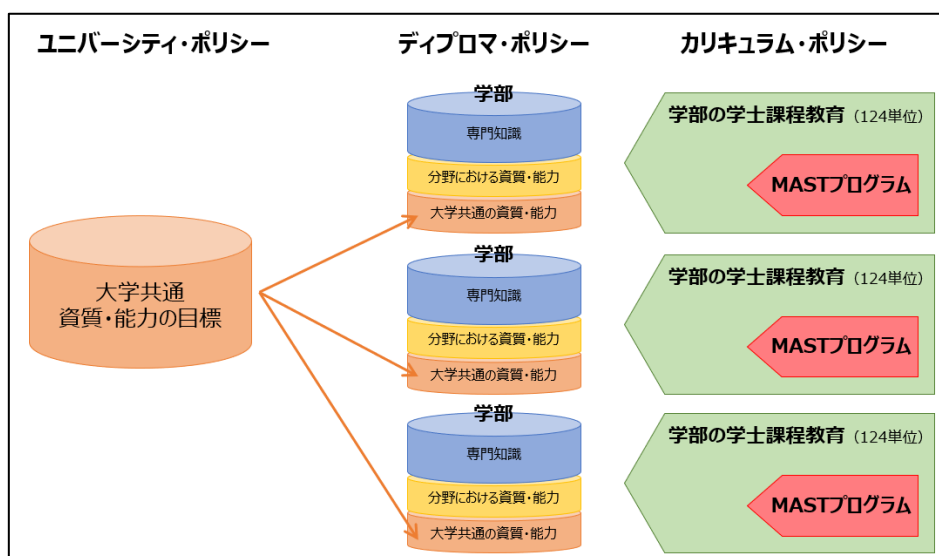 ユニバーシティ・ポリシー
ディプロマ・ポリシー
カリキュラム・ポリシー
大学共通
資質・能力の目標
学部
専門知識
分野における資質・能力
大学共通の資質・能力
学部の学士課程教育（124単位）
MASTプログラム
学部
専門知識
分野における資質・能力
大学共通の資質・能力
学部の学士課程教育（124単位）
MASTプログラム
学部
専門知識
分野における資質・能力
大学共通の資質・能力
学部の学士課程教育（124単位）
MASTプログラム